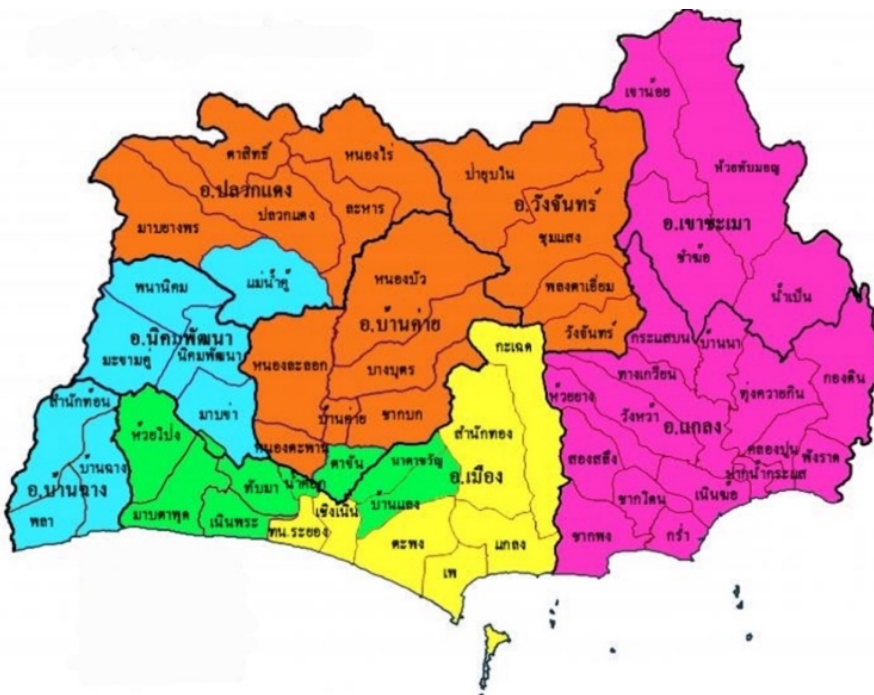 เขาน้อย
ตาสิทธิ์
หนองไร่
ห้วยทับมอญ
ป่ายุบใน
อ.ปลวกแดง
อ.วังจันทร์
ปลวกแดง
ละหาร
อ.เขาชะเมา
มาบยางพร
ชุมแสง
ชำฆ้อ
หนองบัว
แม่น้ำคู้
พนานิคม
พลงตาเอี่ยม
น้ำเป็น
อ.บ้านค่าย
อ.นิคมพัฒนา
วังจันทร์
กระแสบน
บ้านนา
กะเฉด
มะขามคู่
นิคมพัฒนา
หนองละลอก
บางบุตร
ทางเกวียน
กองดิน
ห้วยยาง
ทุ่งควายกิน
สำนักท้อน
มาบข่า
บ้านค่าย
ชากบก
วังหว้า
อ.แกลง
ห้วยโป่ง
สำนักทอง
หนองตะพาน
สองสลึง
คลองปูน
พังราด
บ้านฉาง
ตาขัน
นาตาขวัญ
อ.เมือง
ปากน้ำกระแส
อ.บ้านฉาง
ทับมา
น้ำคอก
บ้านแลง
ชากโดน
เนินฆ้อ
พลา
มาบตาพุด
เนินพระ
เชิงเนิน
ทน.ระยอง
ตะพง
แกลง
ชากพง
กร่ำ
เพ